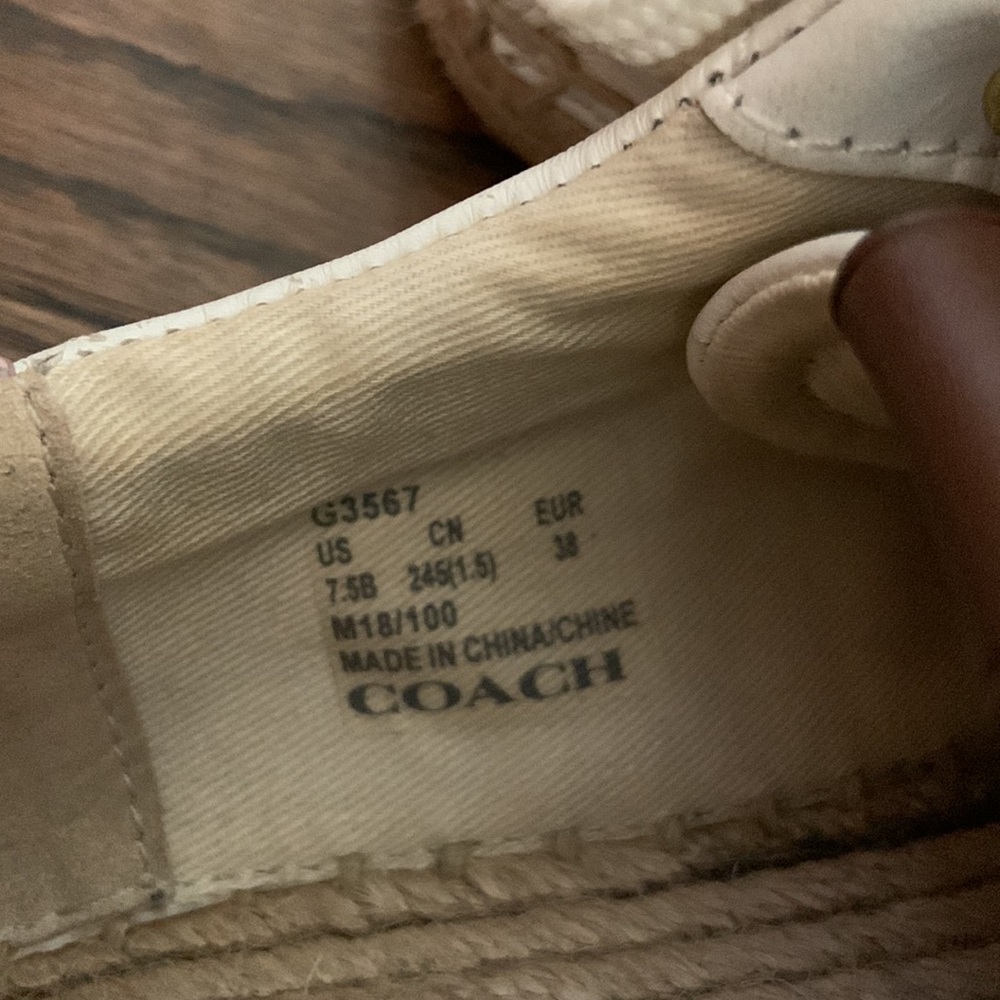 G3567
US CN EUR
7.5B 245(1.5) 38
M18/100
MADE IN CHINA/CHINE
COACH